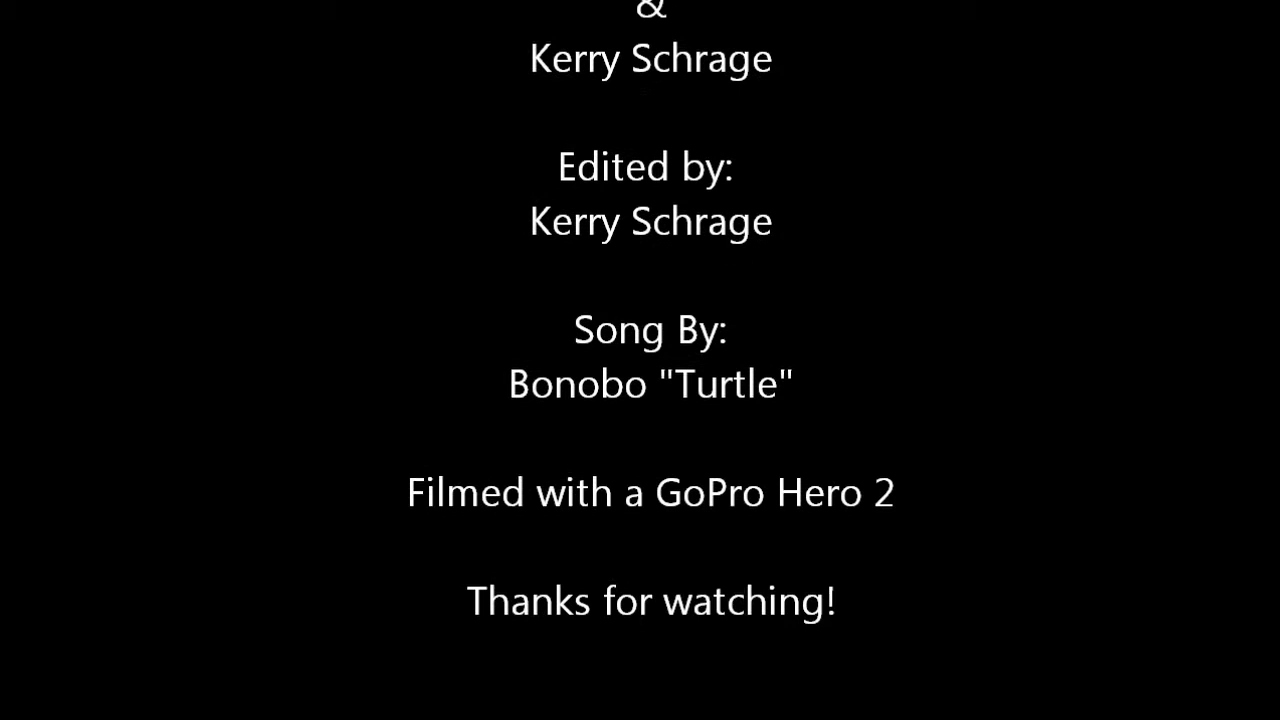 &
Kerry Schrage
Edited by:
Kerry Schrage
Song By:
Bonobo "Turtle"
Filmed with a GoPro Hero 2
Thanks for watching!